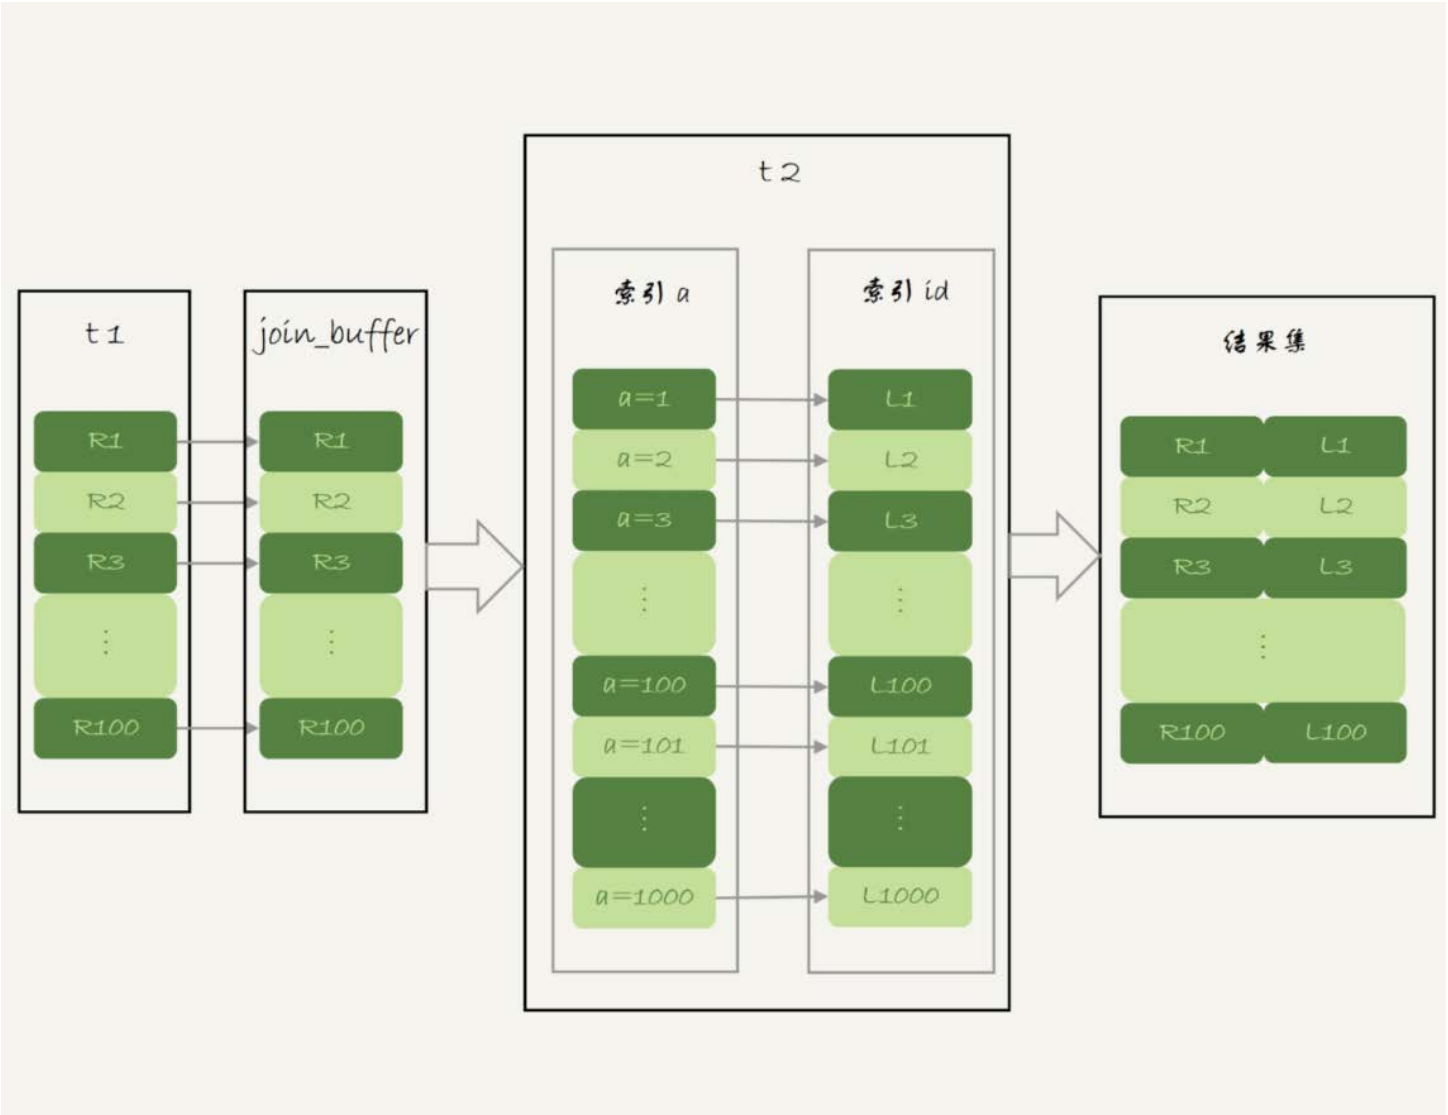 t1
R1
R2
R3
⋮
R100
join_buffer
R1
R2
R3
⋮
R100
t2
索引 a
a=1
a=2
a=3
⋮
a=100
a=101
⋮
a=1000
索引 id
L1
L2
L3
⋮
L100
L101
⋮
L1000
结果集
R1 L1
R2 L2
R3 L3
⋮
R100 L100